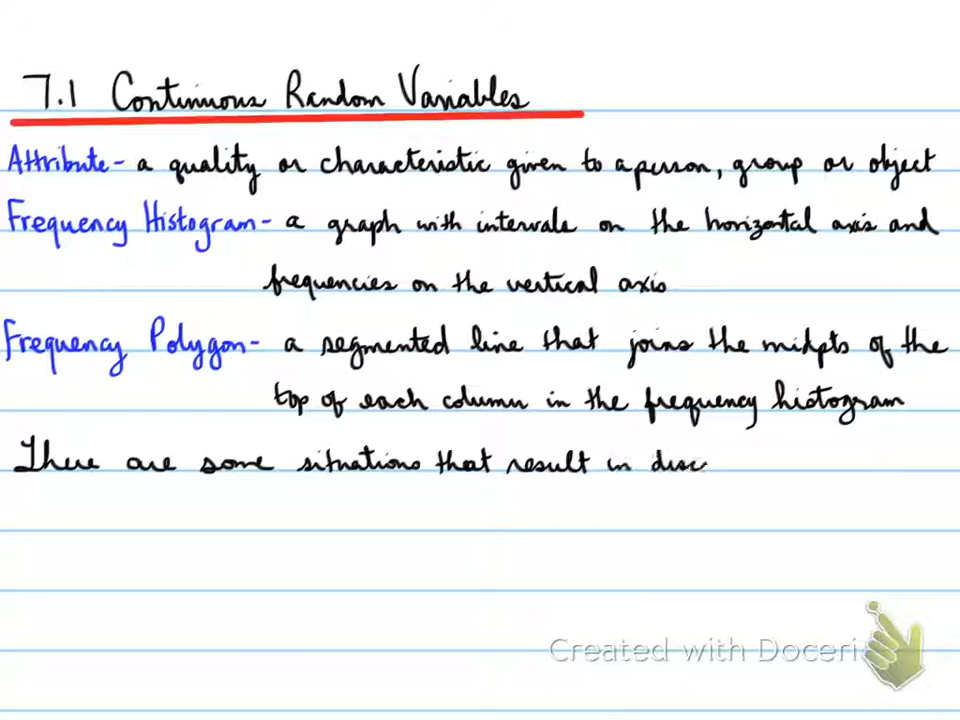 7.1 Continuous Random Variables
Attribute- a quality or characteristic given to a person, group or object
Frequency Histogram- a graph with intervals on the horizontal axis and
frequencies on the vertical axis
Frequency Polygon- a segmented line that joins the midpts of the
top of each column in the frequency histogram
There are some situations that result in disc
Created with Doceri